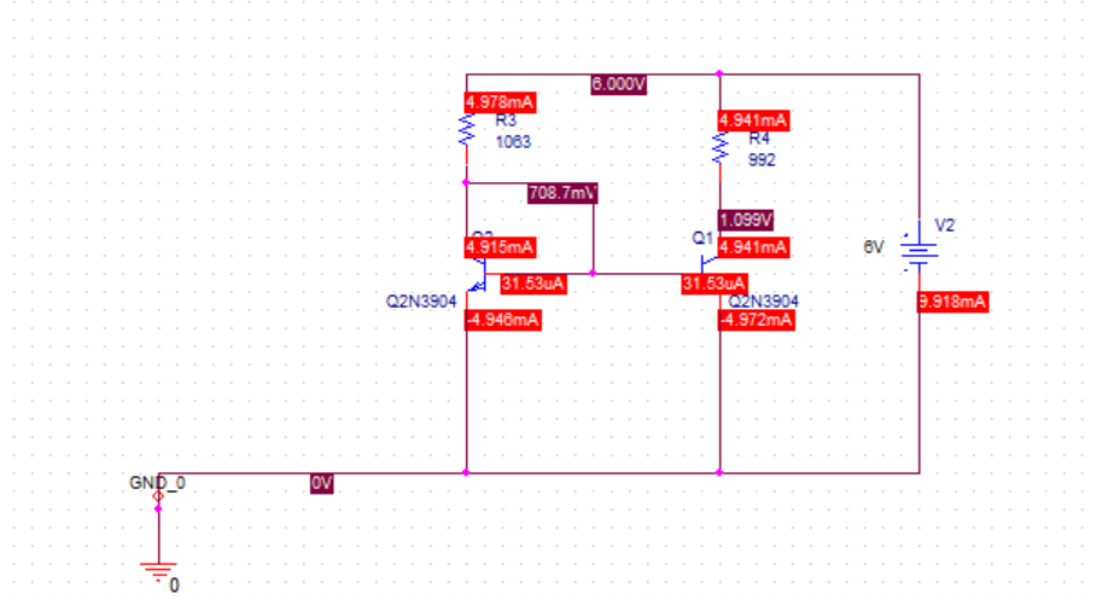 6.000V
4.978mA
R3
1063
4.941mA
R4
992
708.7mV
1.099V
V2
4.915mA
Q1
4.941mA
6V
31.53uA
31.53uA
Q2N3904
Q2N3904
9.918mA
-4.946mA
-4.972mA
GND_0
0V
0